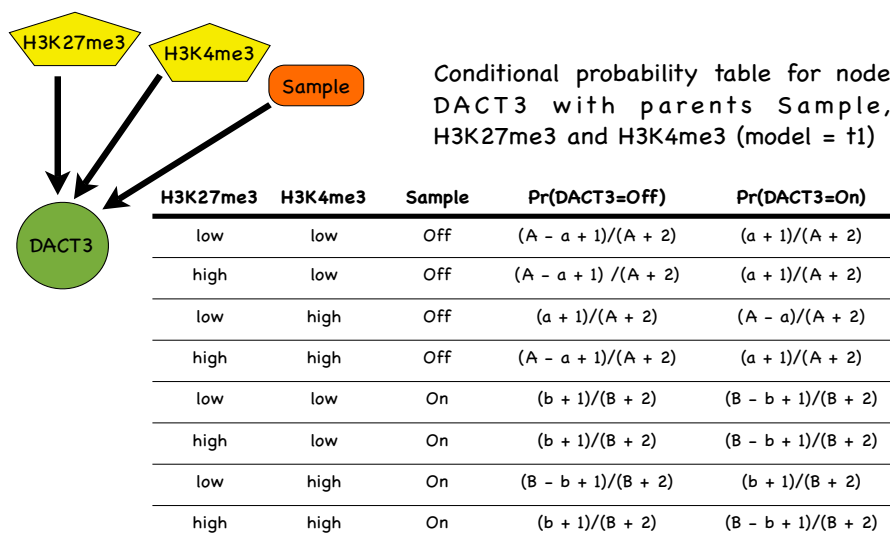 H3K27me3
H3K4me3
Sample
DACT3
Conditional probability table for node
DACT3 with parents Sample,
H3K27me3 and H3K4me3 (model = t1)
H3K27me3 H3K4me3 Sample Pr(DACT3=Off) Pr(DACT3=On)
low low Off (A - a + 1)/(A + 2) (a + 1)/(A + 2)
high low Off (A - a + 1) /(A + 2) (a + 1)/(A + 2)
low high Off (a + 1)/(A + 2) (A - a)/(A + 2)
high high Off (A - a + 1)/(A + 2) (a + 1)/(A + 2)
low low On (b + 1)/(B + 2) (B - b + 1)/(B + 2)
high low On (b + 1)/(B + 2) (B - b + 1)/(B + 2)
low high On (B - b + 1)/(B + 2) (b + 1)/(B + 2)
high high On (b + 1)/(B + 2) (B - b + 1)/(B + 2)